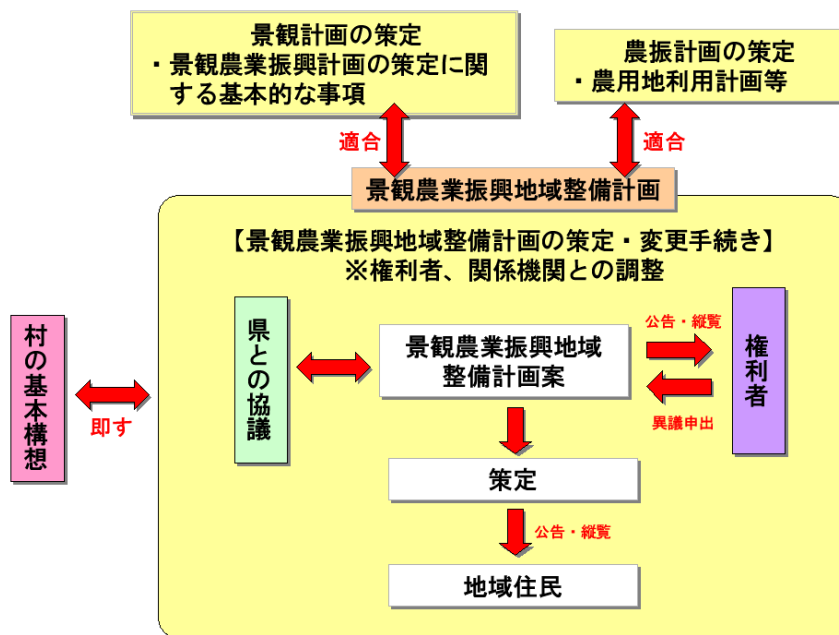 景観計画の策定
・景観農業振興計画の策定に関
する基本的な事項
農振計画の策定
・農用地利用計画等
適合
適合
景観農業振興地域整備計画
【景観農業振興地域整備計画の策定・変更手続き】
※権利者、関係機関との調整
村の基本構想
即す
県との協議
景観農業振興地域
整備計画案
公告・縦覧
異議申出
権利者
策定
公告・縦覧
地域住民